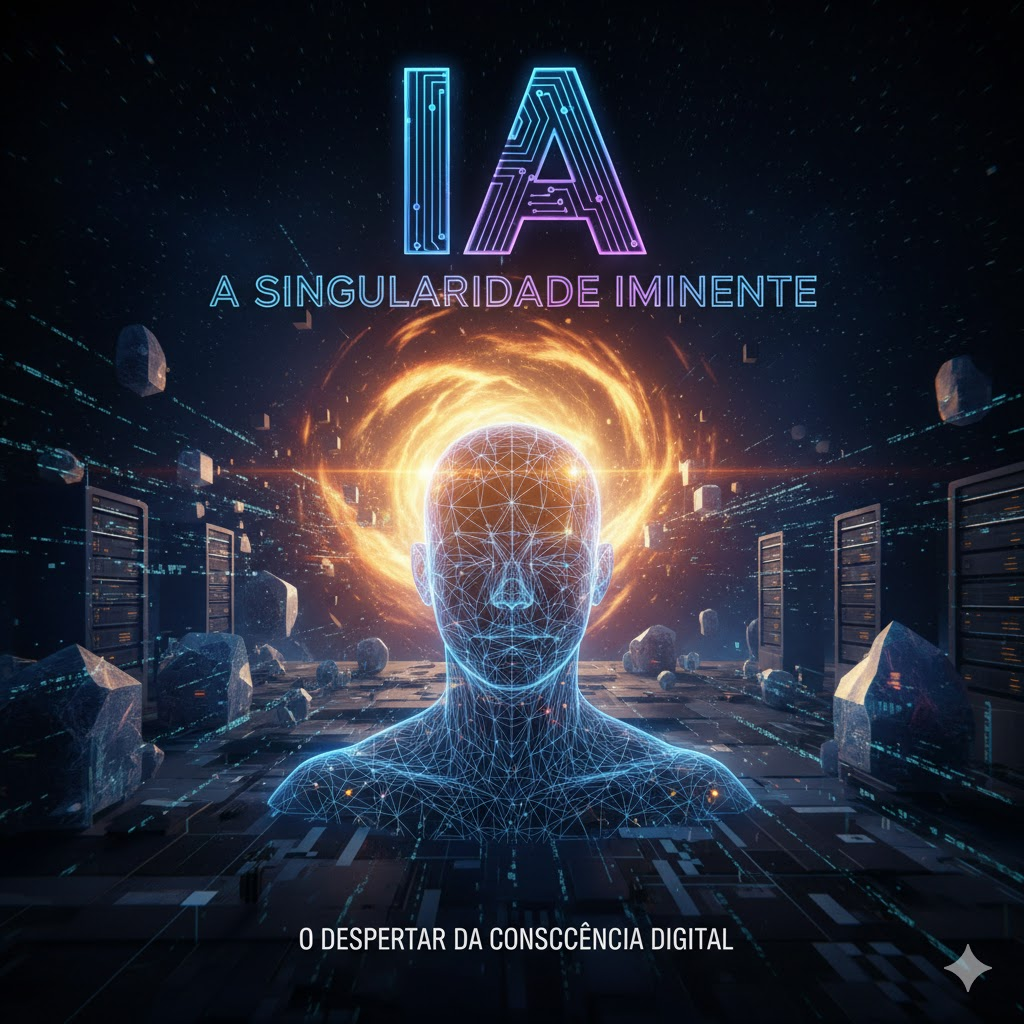 IA
A SINGULARIDADE IMINENTE
O DESPERTAR DA CONSCCÊNCIA DIGITAL